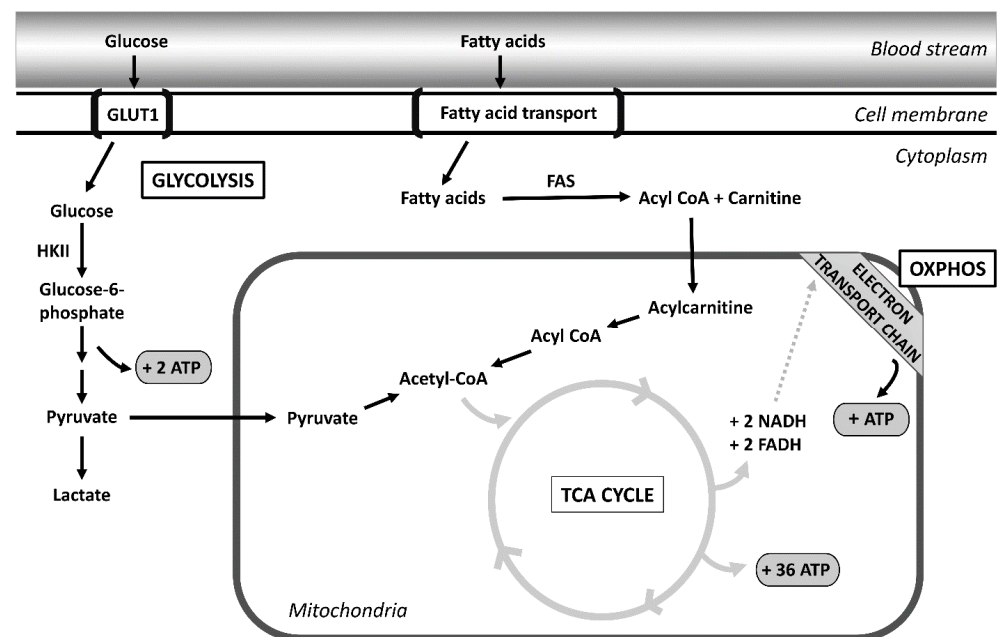 Glucose
Fatty acids
Blood stream
GLUT1
Fatty acid transport
Cell membrane
Cytoplasm
GLYCOLYSIS
FAS
Fatty acids
Acyl CoA + Carnitine
Glucose
HKII
OXPHOS
ELECTRON
TRANSPORT CHAIN
Glucose-6-
phosphate
Acylcarnitine
Acyl CoA
+ 2 ATP
Acetyl-CoA
Pyruvate
Pyruvate
+ 2 NADH
+ 2 FADH
+ ATP
Lactate
TCA CYCLE
+ 36 ATP
Mitochondria